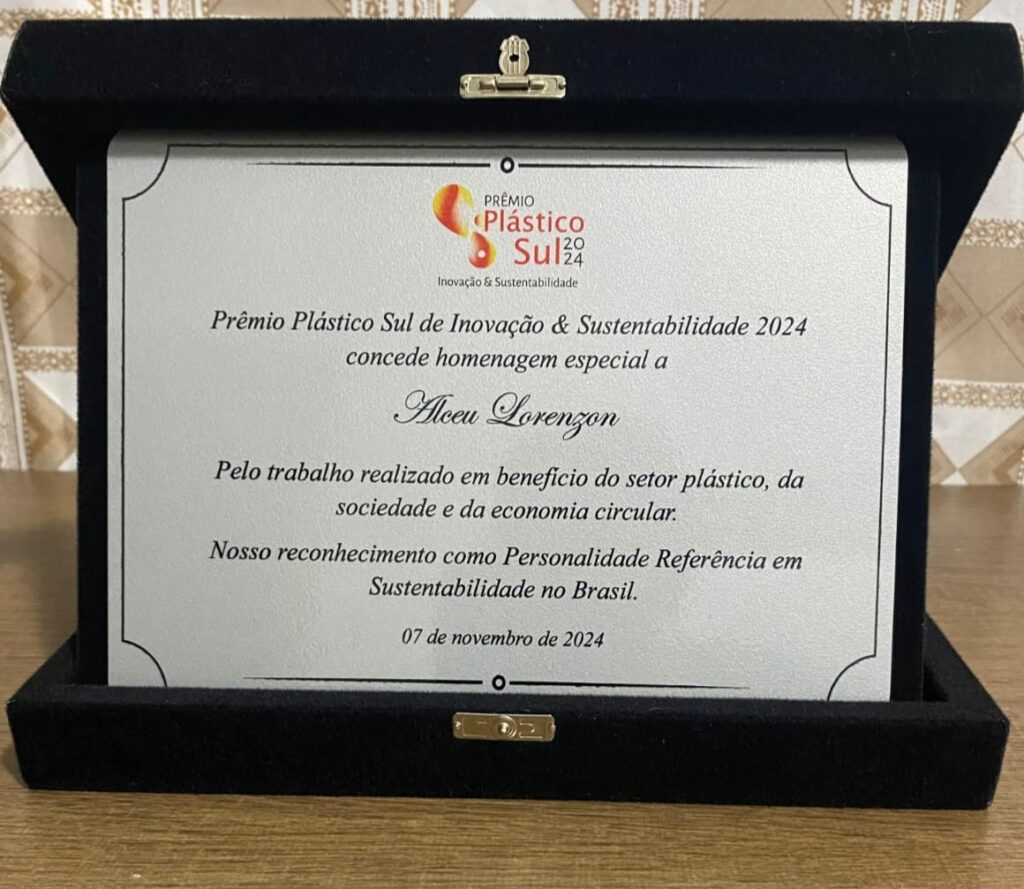 PRÊMIO
Plástico
Sul 2024
Inovação & Sustentabilidade
Prêmio Plástico Sul de Inovação & Sustentabilidade 2024
concede homenagem especial a
Alceu Lorenzon
Pelo trabalho realizado em benefício do setor plástico, da
sociedade e da economia circular.
Nosso reconhecimento como Personalidade Referência em
Sustentabilidade no Brasil.
07 de novembro de 2024